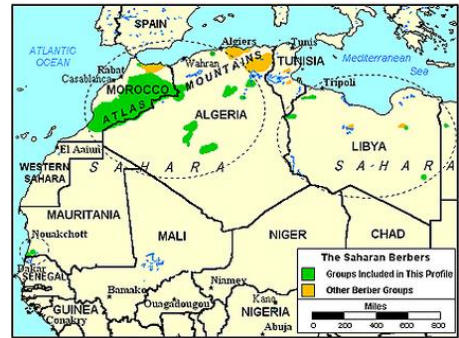 SPAIN
ATLANTIC
OCEAN
Algiers
Tunis
Mediterranean
Sea
Rabat
Casablanca
Wahran
TUNISIA
Tripoli
MOROCCO
ATLAS MOUNTAINS
ALGERIA
LIBYA
El Aaiun
WESTERN
SAHARA
S A H A R A
S A H A R A
MAURITANIA
Nouakchott
MALI
NIGER
CHAD
Dakar
SENEGAL
Bamako
Niamey
Ouagadougou
Kano
GUINEA
Conakry
NIGERIA
Abuja
The Saharan Berbers
Groups Included in This Profile
Other Berber Groups
Miles
0 200 400 600 800